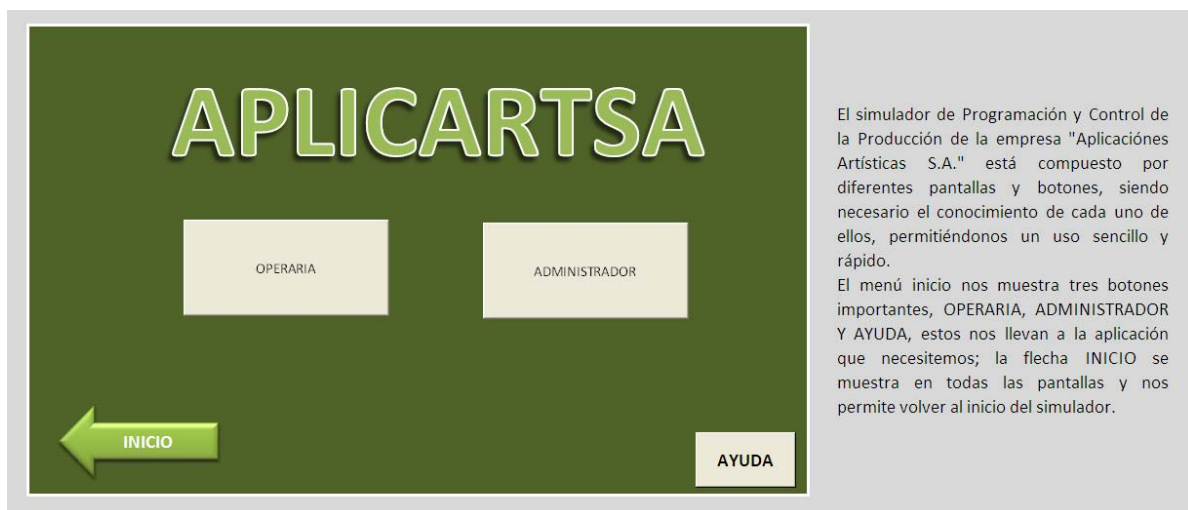 APLICARTSA
OPERARIA
ADMINISTRADOR
INICIO
AYUDA
El simulador de Programación y Control de
la Producción de la empresa "Aplicaciónes
Artísticas S.A." está compuesto por
diferentes pantallas y botones, siendo
necesario el conocimiento de cada uno de
ellos, permitiéndonos un uso sencillo y
rápido.
El menú inicio nos muestra tres botones
importantes, OPERARIA, ADMINISTRADOR
Y AYUDA, estos nos llevan a la aplicación
que necesitemos; la flecha INICIO se
muestra en todas las pantallas y nos
permite volver al inicio del simulador.